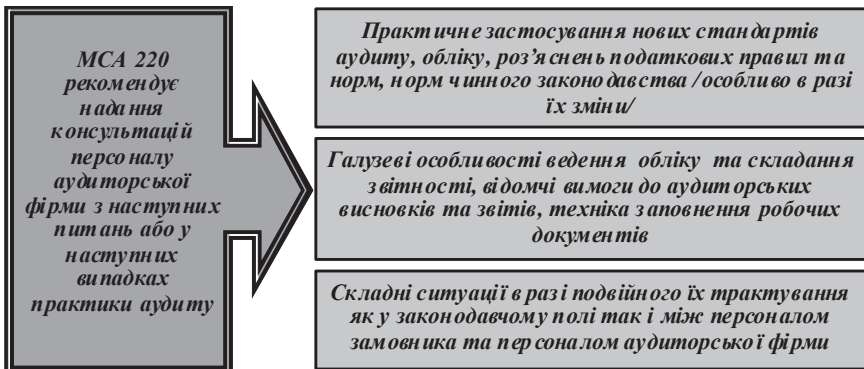 МСА 220
рекомендує
надання
консультацій
персоналу
аудиторської
фірми з наступних
питань або у
наступних
випадках
практики аудиту
Практичне застосування нових стандартів
аудиту, обліку, роз’яснень податкових правил та
норм, норм чинного законодавства /особливо в разі
їх зміни/
Галузеві особливості ведення обліку та складання
звітності, відомчі вимоги до аудиторських
висновків та звітів, техніка заповнення робочих
документів
Складні ситуації в разі подвійного їх трактування
як у законодавчому полі так і між персоналом
замовника та персоналом аудиторської фірми